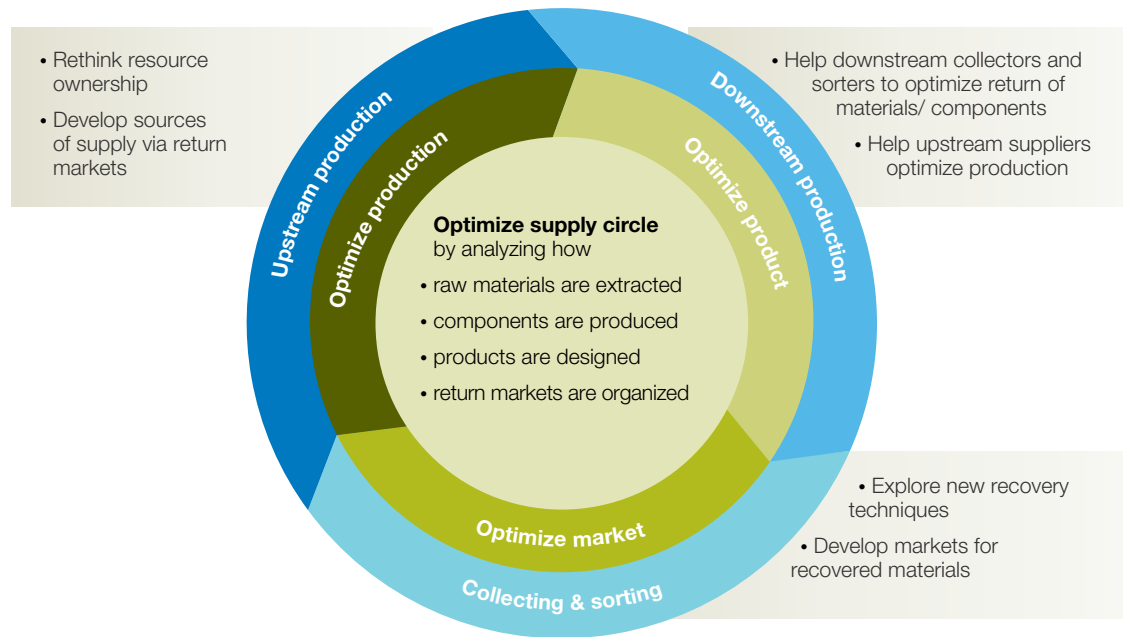 • Rethink resource
ownership
• Develop sources
of supply via return
markets
Upstream production
Optimize production
Downstream production
Optimize product
• Help downstream collectors and
sorters to optimize return of
materials/ components
• Help upstream suppliers
optimize production
Optimize supply circle
by analyzing how
• raw materials are extracted
• components are produced
• products are designed
• return markets are organized
Optimize market
Collecting & sorting
• Explore new recovery
techniques
• Develop markets for
recovered materials